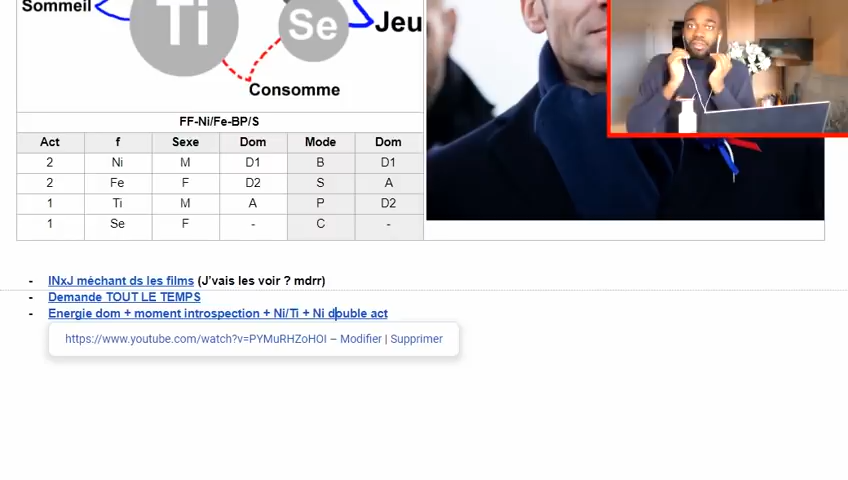 Sommeil
Ti
Se
Jeu
Consomme
FF-Ni/Fe-BP/S
Act f Sexe Dom Mode Dom
2 Ni M D1 B D1
2 Fe F D2 S A
1 Ti M A P D2
1 Se F - C -
- INxJ méchant ds les films (J'vais les voir ? mdrr)
- Demande TOUT LE TEMPS
- Energie dom + moment introspection + Ni/Ti + Ni double act
https://www.youtube.com/watch?v=PYMuRHZoHOI – Modifier | Supprimer